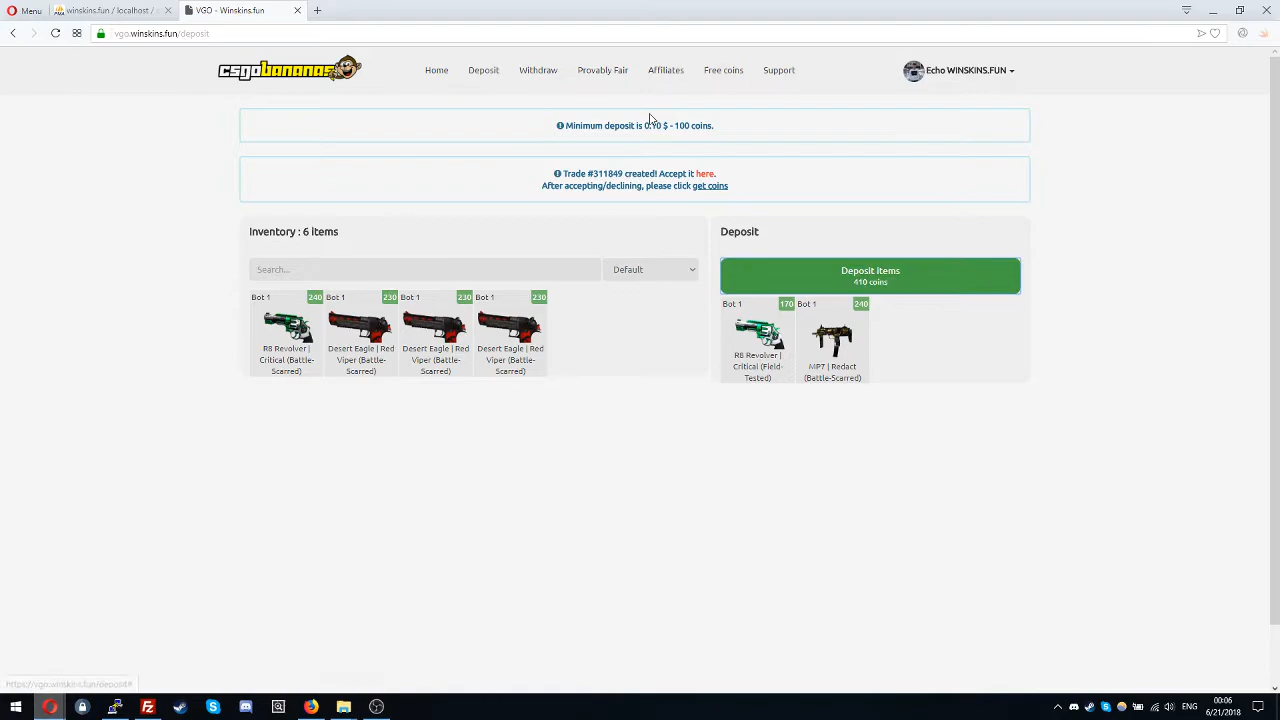 Menu
winskins.fun / localhost /
VGO - Winskins.fun
vgo.winskins.fun/deposit
csgobananas
Home
Deposit
Withdraw
Provably Fair
Affiliates
Free coins
Support
Echo WINSKINS.FUN
Minimum deposit is 0.10 $ - 100 coins.
Trade #311849 created! Accept it here.
After accepting/declining, please click get coins
Inventory : 6 items
Search...
Default
Bot 1 240
R8 Revolver |
Critical (Battle-
Scarred)
Bot 1 230
Desert Eagle | Red
Viper (Battle-
Scarred)
Bot 1 230
Desert Eagle | Red
Viper (Battle-
Scarred)
Bot 1 230
Desert Eagle | Red
Viper (Battle-
Scarred)
Deposit
Deposit items
410 coins
Bot 1 170
R8 Revolver |
Critical (Field-
Tested)
Bot 1 240
MP7 | Redact
(Battle-Scarred)
https://vgo.winskins.fun/deposit#
ENG
00:06
6/21/2018